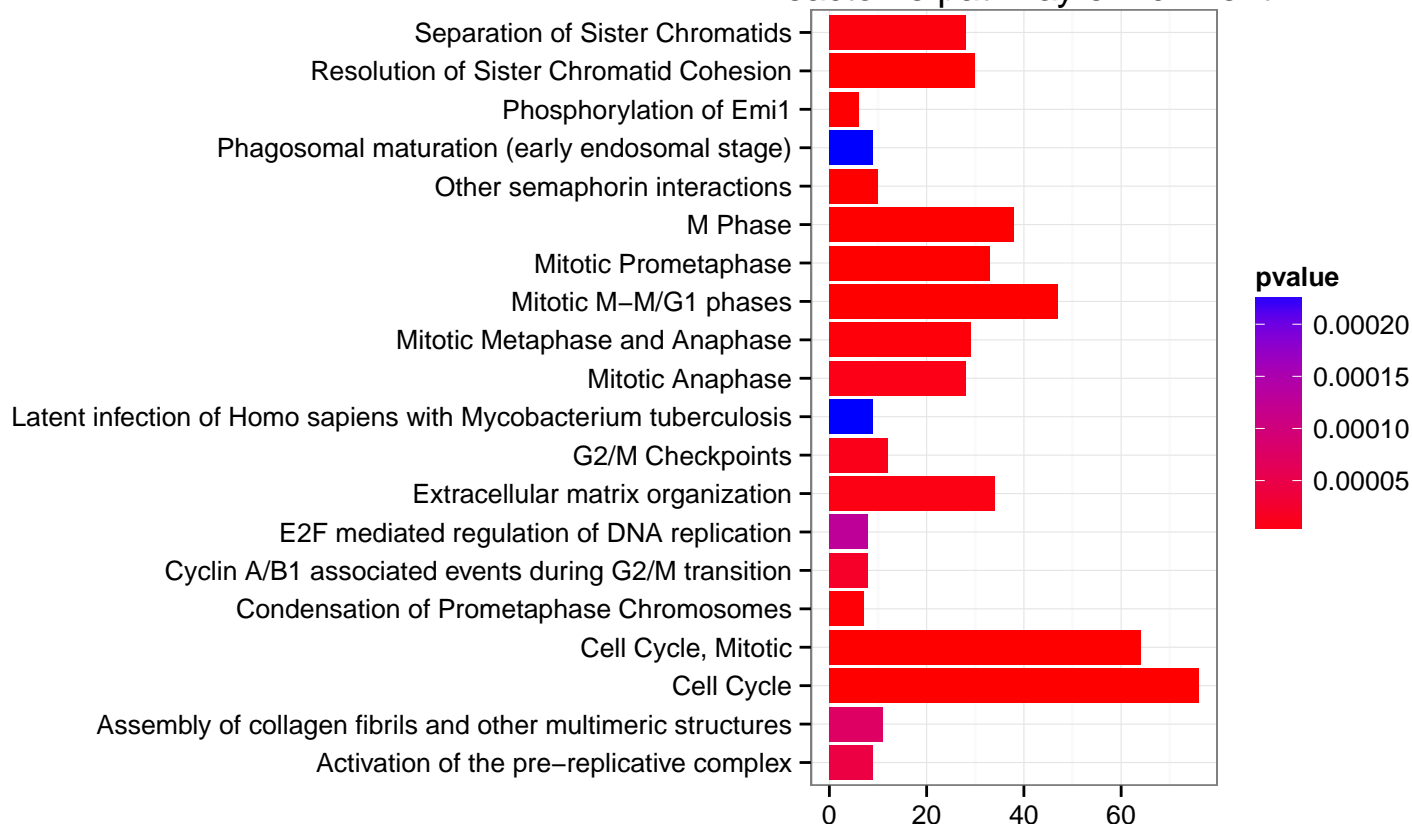 Separation of Sister Chromatids
Resolution of Sister Chromatid Cohesion
Phosphorylation of Emi1
Phagosomal maturation (early endosomal stage)
Other semaphorin interactions
M Phase
Mitotic Prometaphase
Mitotic M−M/G1 phases
Mitotic Metaphase and Anaphase
Mitotic Anaphase
Latent infection of Homo sapiens with Mycobacterium tuberculosis
G2/M Checkpoints
Extracellular matrix organization
E2F mediated regulation of DNA replication
Cyclin A/B1 associated events during G2/M transition
Condensation of Prometaphase Chromosomes
Cell Cycle, Mitotic
Cell Cycle
Assembly of collagen fibrils and other multimeric structures
Activation of the pre−replicative complex
0 20 40 60
pvalue
0.00020
0.00015
0.00010
0.00005